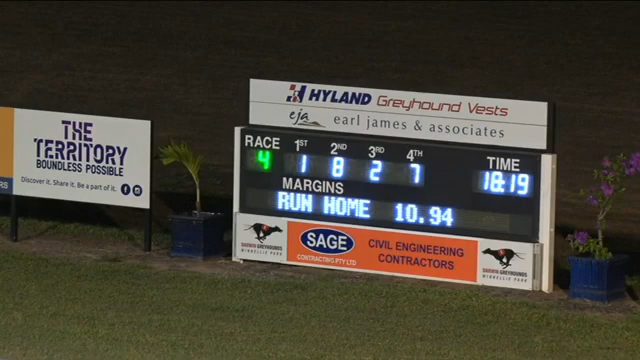 HYLAND Greyhound Vests
eja earl james & associates
THE
TERRITORY
BOUNDLESS POSSIBLE
Discover it. Share it. Be a part of it.
RACE 1ST 2ND 3RD 4TH TIME
4 1 8 2 7 18:19
MARGINS
RUN HOME 10.94
DARWIN GREYHOUNDS
WINNELLIE PARK
SAGE
CONTRACTING PTY LTD
CIVIL ENGINEERING
CONTRACTORS
DARWIN GREYHOUNDS
WINNELLIE PARK